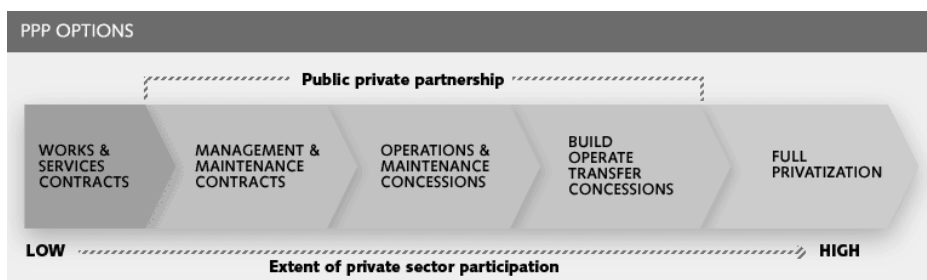 PPP OPTIONS
Public private partnership
WORKS &
SERVICES
CONTRACTS
MANAGEMENT &
MAINTENANCE
CONTRACTS
OPERATIONS &
MAINTENANCE
CONCESSIONS
BUILD
OPERATE
TRANSFER
CONCESSIONS
FULL
PRIVATIZATION
LOW
HIGH
Extent of private sector participation